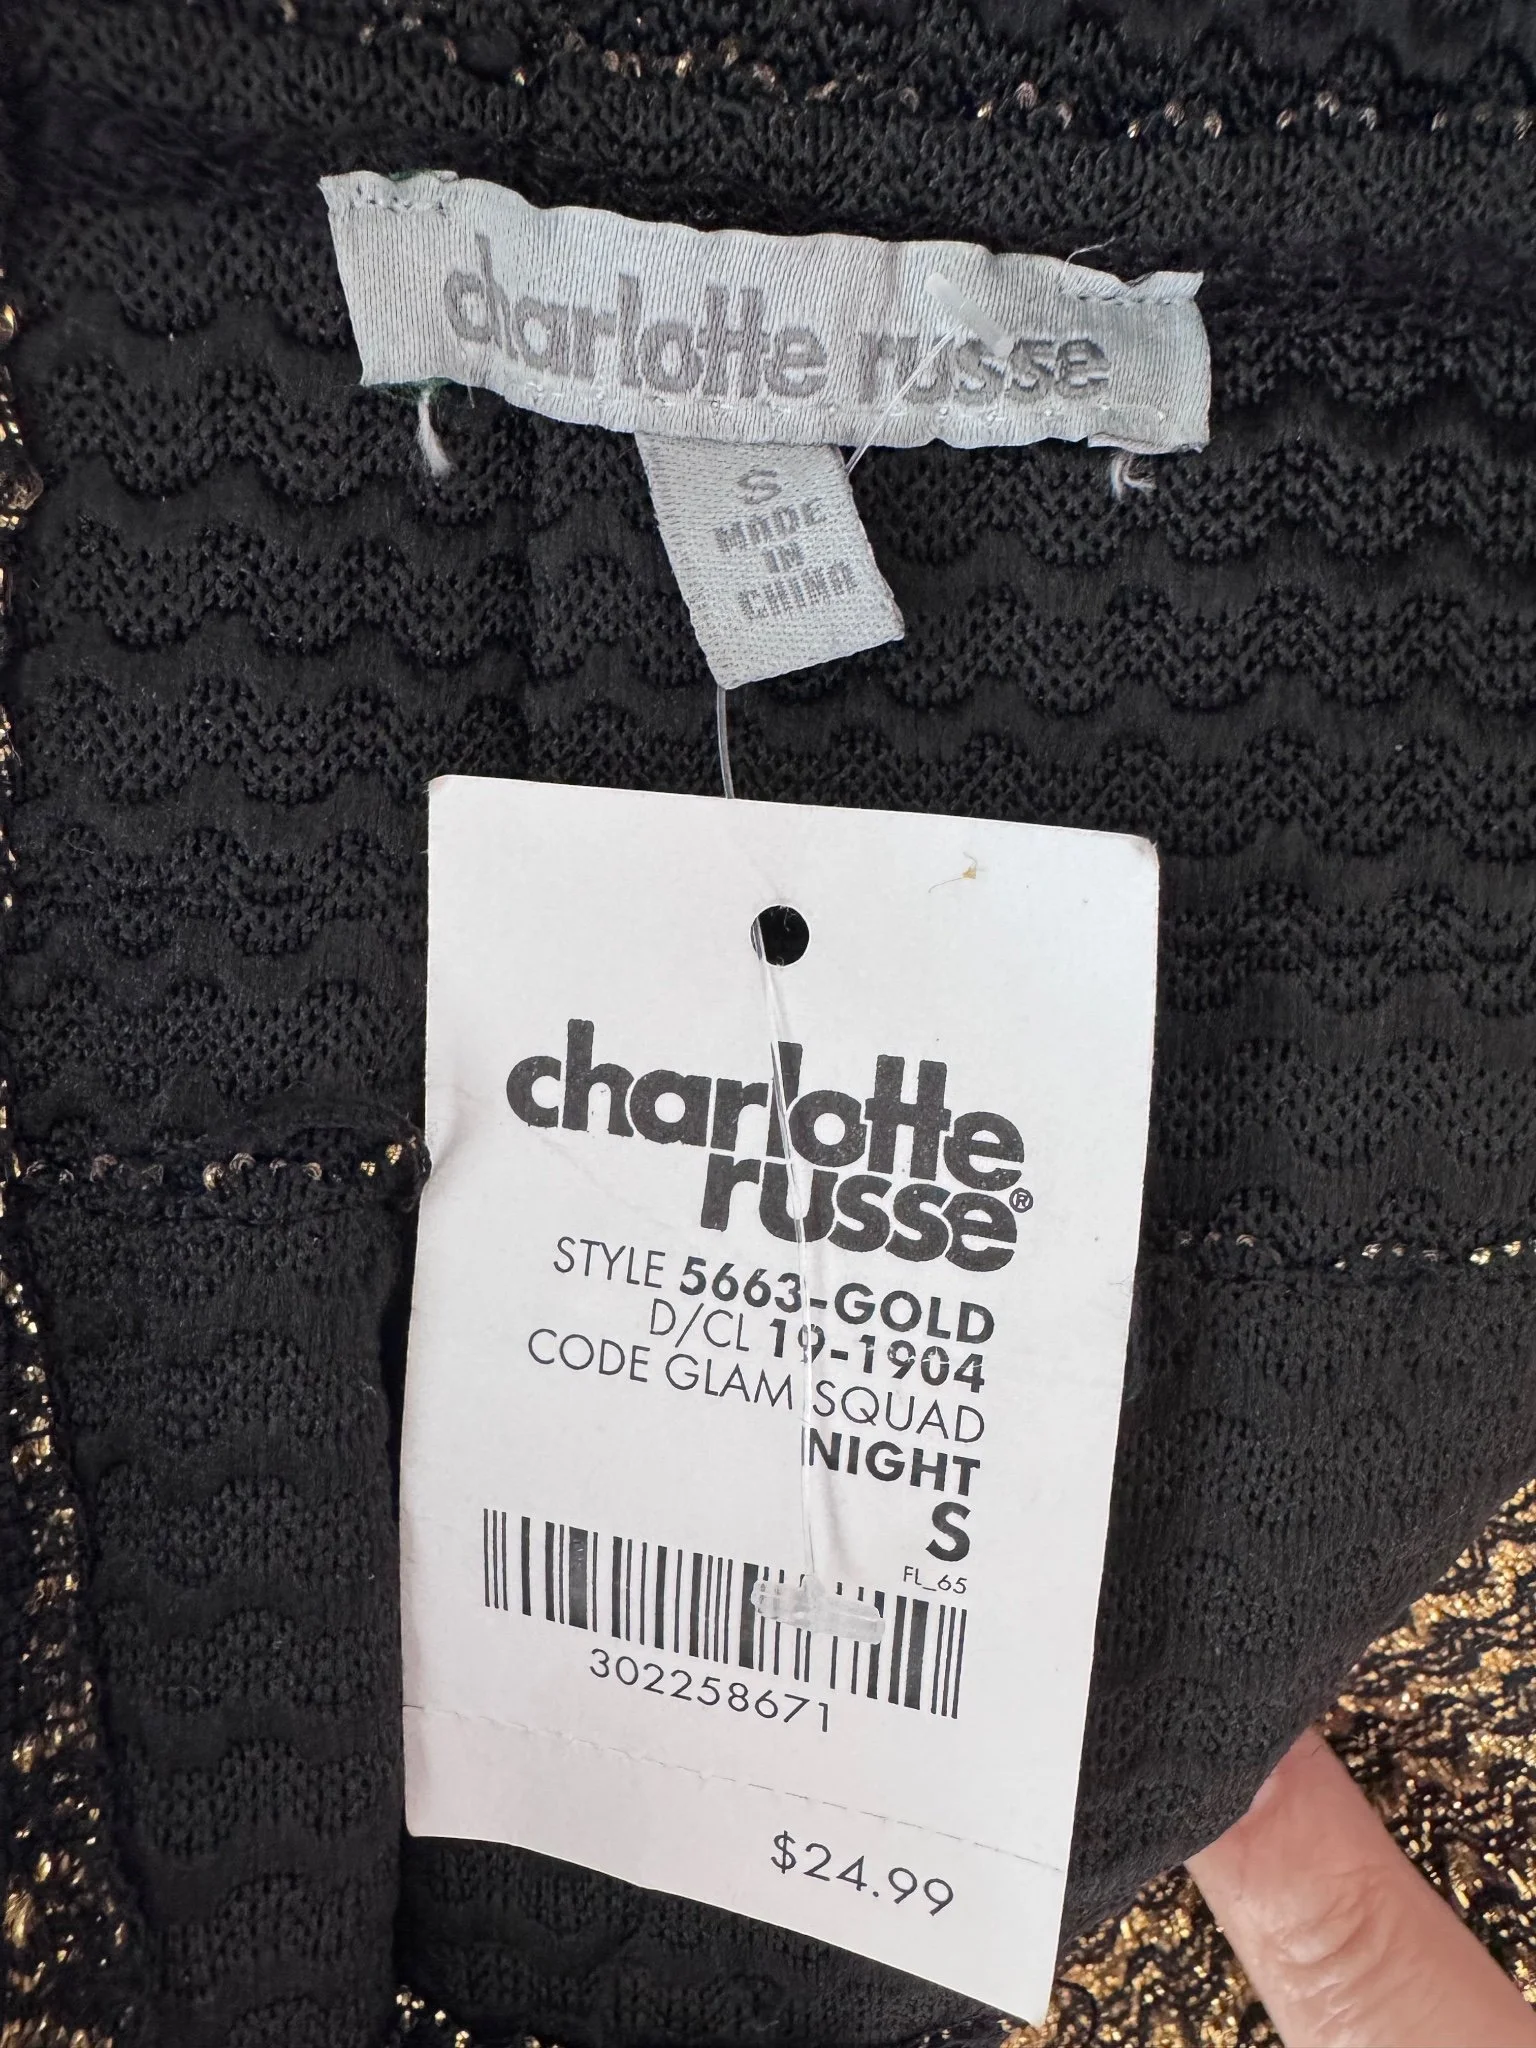 charlotte russe
S
MADE
IN
CHINA
charlotte
russe®
STYLE 5663-GOLD
D/CL 19-1904
CODE GLAM SQUAD
NIGHT
S
FL_65
302258671
$24.99